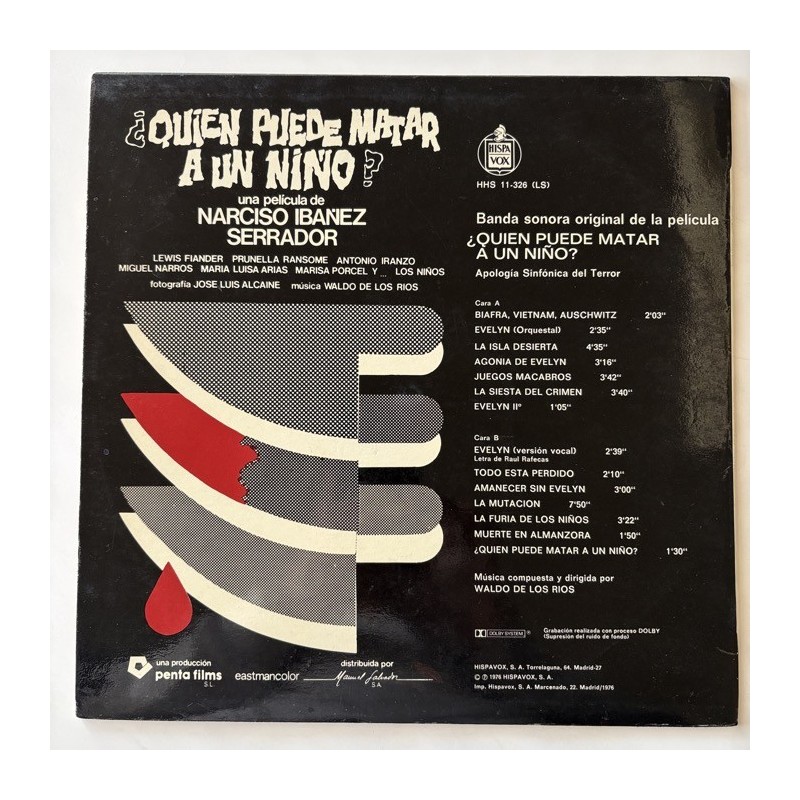 ¿QUIEN PUEDE MATAR
A UN NIÑO?
una película de
NARCISO IBAÑEZ
SERRADOR
LEWIS FIANDER PRUNELLA RANSOME ANTONIO IRANZO
MIGUEL NARROS MARIA LUISA ARIAS MARISA PORCEL Y ... LOS NIÑOS
fotografía JOSE LUIS ALCAINE música WALDO DE LOS RIOS
una producción
penta films
S.L.
eastmancolor
distribuida por
Manuel Salvador
S.A.
HISPA
VOX
HHS 11-326 (LS)
Banda sonora original de la película
¿QUIEN PUEDE MATAR
A UN NIÑO?
Apología Sinfónica del Terror
Cara A
BIAFRA, VIETNAM, AUSCHWITZ 2'03"
EVELYN (Orquestal) 2'35"
LA ISLA DESIERTA 4'35"
AGONIA DE EVELYN 3'16"
JUEGOS MACABROS 3'42"
LA SIESTA DEL CRIMEN 3'40"
EVELYN IIº 1'05"
Cara B
EVELYN (versión vocal) 2'39"
Letra de Raul Rafecas
TODO ESTA PERDIDO 2'10"
AMANECER SIN EVELYN 3'00"
LA MUTACION 7'50"
LA FURIA DE LOS NIÑOS 3'22"
MUERTE EN ALMANZORA 1'50"
¿QUIEN PUEDE MATAR A UN NIÑO? 1'30"
Música compuesta y dirigida por
WALDO DE LOS RIOS
DOLBY SYSTEM ®
Grabación realizada con proceso DOLBY
(Supresión del ruido de fondo)
HISPAVOX, S. A. Torrelaguna, 64. Madrid-27
© ℗ 1976 HISPAVOX, S. A.
Imp. Hispavox, S. A. Marcenado, 22. Madrid/1976